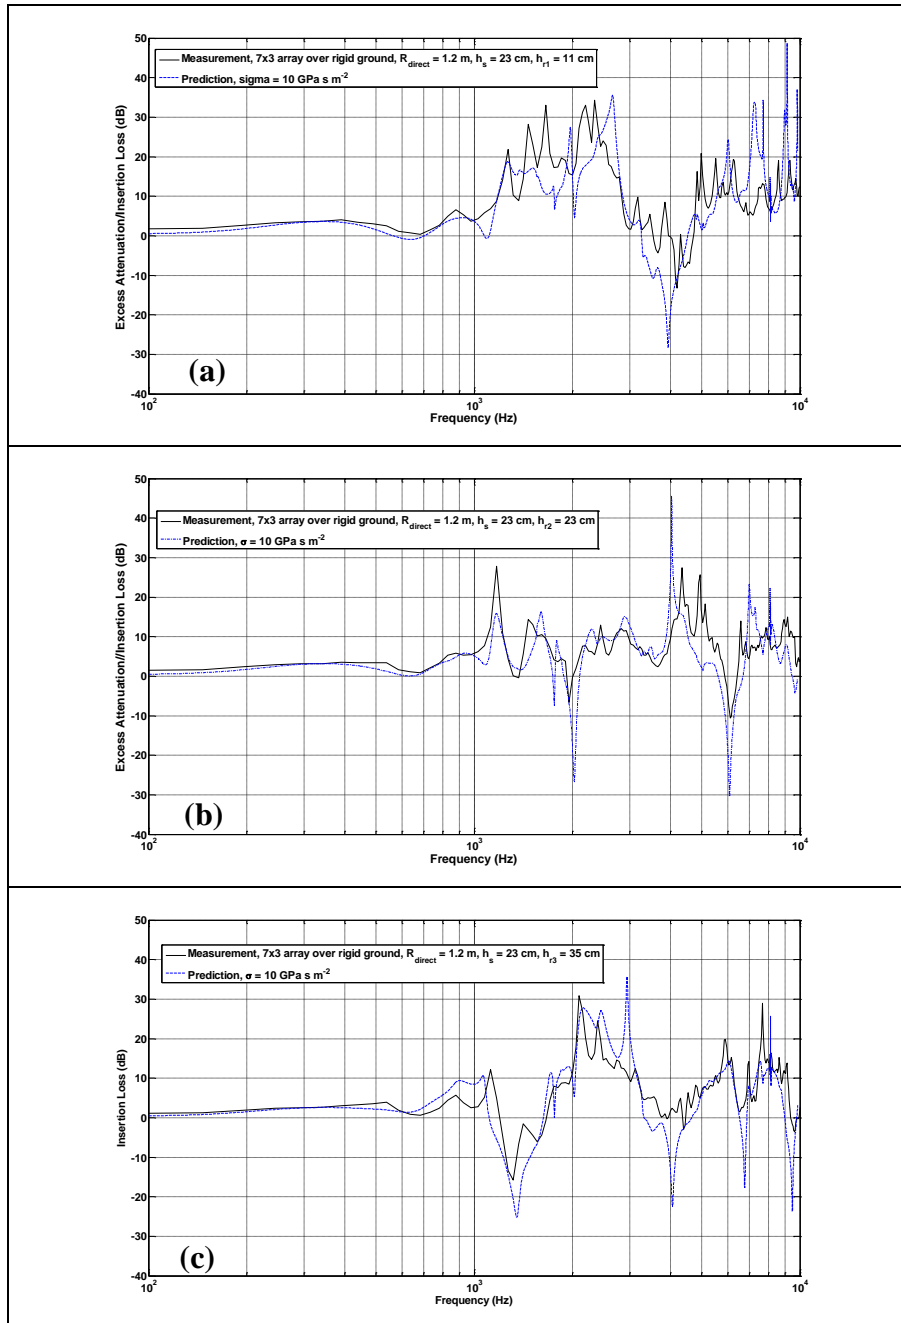 50
40
30
20
10
0
-10
-20
-30
-40
Excess Attenuation/Insertion Loss (dB)
Measurement, 7x3 array over rigid ground, R_direct = 1.2 m, h_s = 23 cm, h_r1 = 11 cm
Prediction, sigma = 10 GPa s m^-2
(a)
10^2
10^3
10^4
Frequency (Hz)
50
40
30
20
10
0
-10
-20
-30
-40
Excess Attenuation//Insertion Loss (dB)
Measurement, 7x3 array over rigid ground, R_direct = 1.2 m, h_s = 23 cm, h_r2 = 23 cm
Prediction, σ = 10 GPa s m^-2
(b)
10^2
10^3
10^4
Frequency (Hz)
50
40
30
20
10
0
-10
-20
-30
-40
Insertion Loss (dB)
Measurement, 7x3 array over rigid ground, R_direct = 1.2 m, h_s = 23 cm, h_r3 = 35 cm
Prediction, σ = 10 GPa s m^-2
(c)
10^2
10^3
10^4
Frequency (Hz)